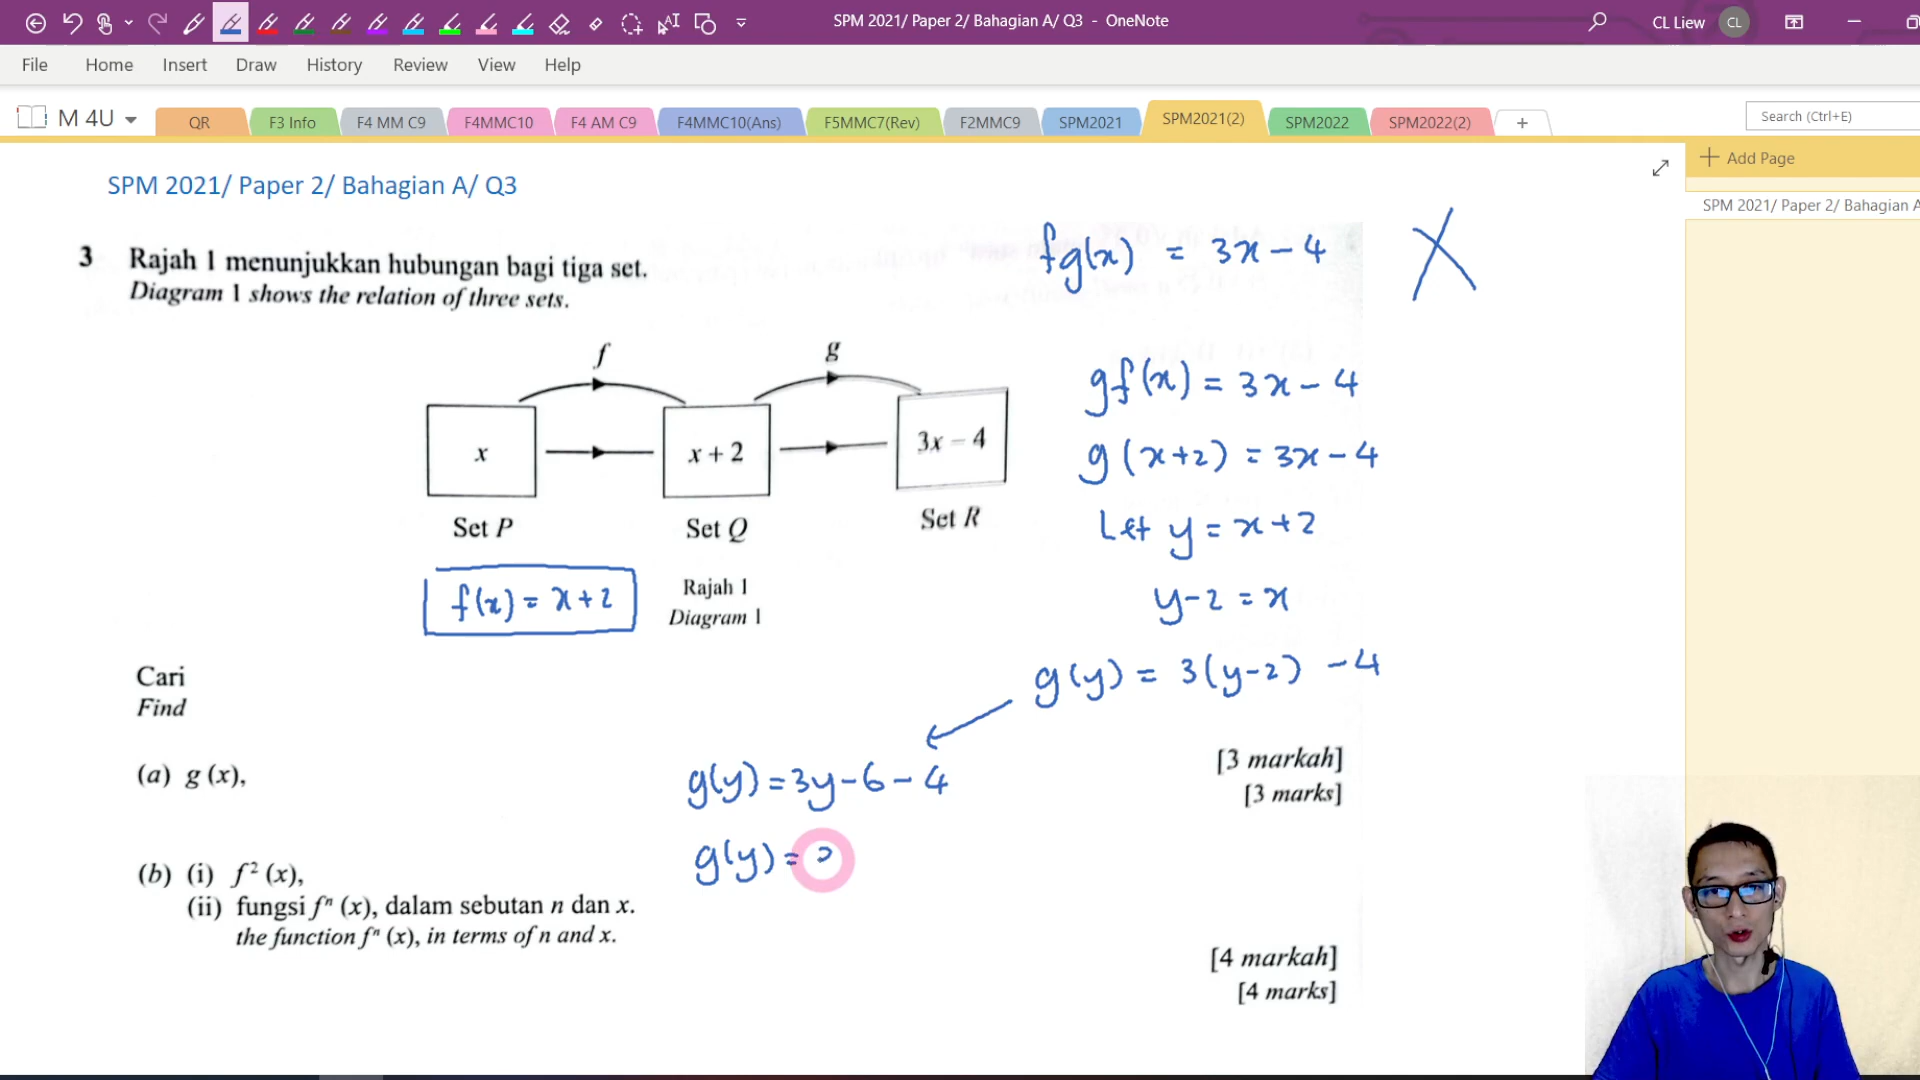 SPM 2021/ Paper 2/ Bahagian A/ Q3 - OneNote
CL Liew
CL
File Home Insert Draw History Review View Help
M 4U
QR
F3 Info
F4 MM C9
F4MMC10
F4 AM C9
F4MMC10(Ans)
F5MMC7(Rev)
F2MMC9
SPM2021
SPM2021(2)
SPM2022
SPM2022(2)
Search (Ctrl+E)
Add Page
SPM 2021/ Paper 2/ Bahagian A
SPM 2021/ Paper 2/ Bahagian A/ Q3
3 Rajah 1 menunjukkan hubungan bagi tiga set.
Diagram 1 shows the relation of three sets.
f
g
x
x + 2
3x − 4
Set P
Set Q
Set R
f(x) = x+2
Rajah 1
Diagram 1
fg(x) = 3x−4
gf(x) = 3x−4
g(x+2) = 3x−4
Let y = x+2
y−2 = x
g(y) = 3(y−2) −4
Cari
Find
(a) g (x),
g(y) = 3y−6−4
g(y) =
[3 markah]
[3 marks]
(b) (i) f² (x),
(ii) fungsi fⁿ (x), dalam sebutan n dan x.
the function fⁿ (x), in terms of n and x.
[4 markah]
[4 marks]